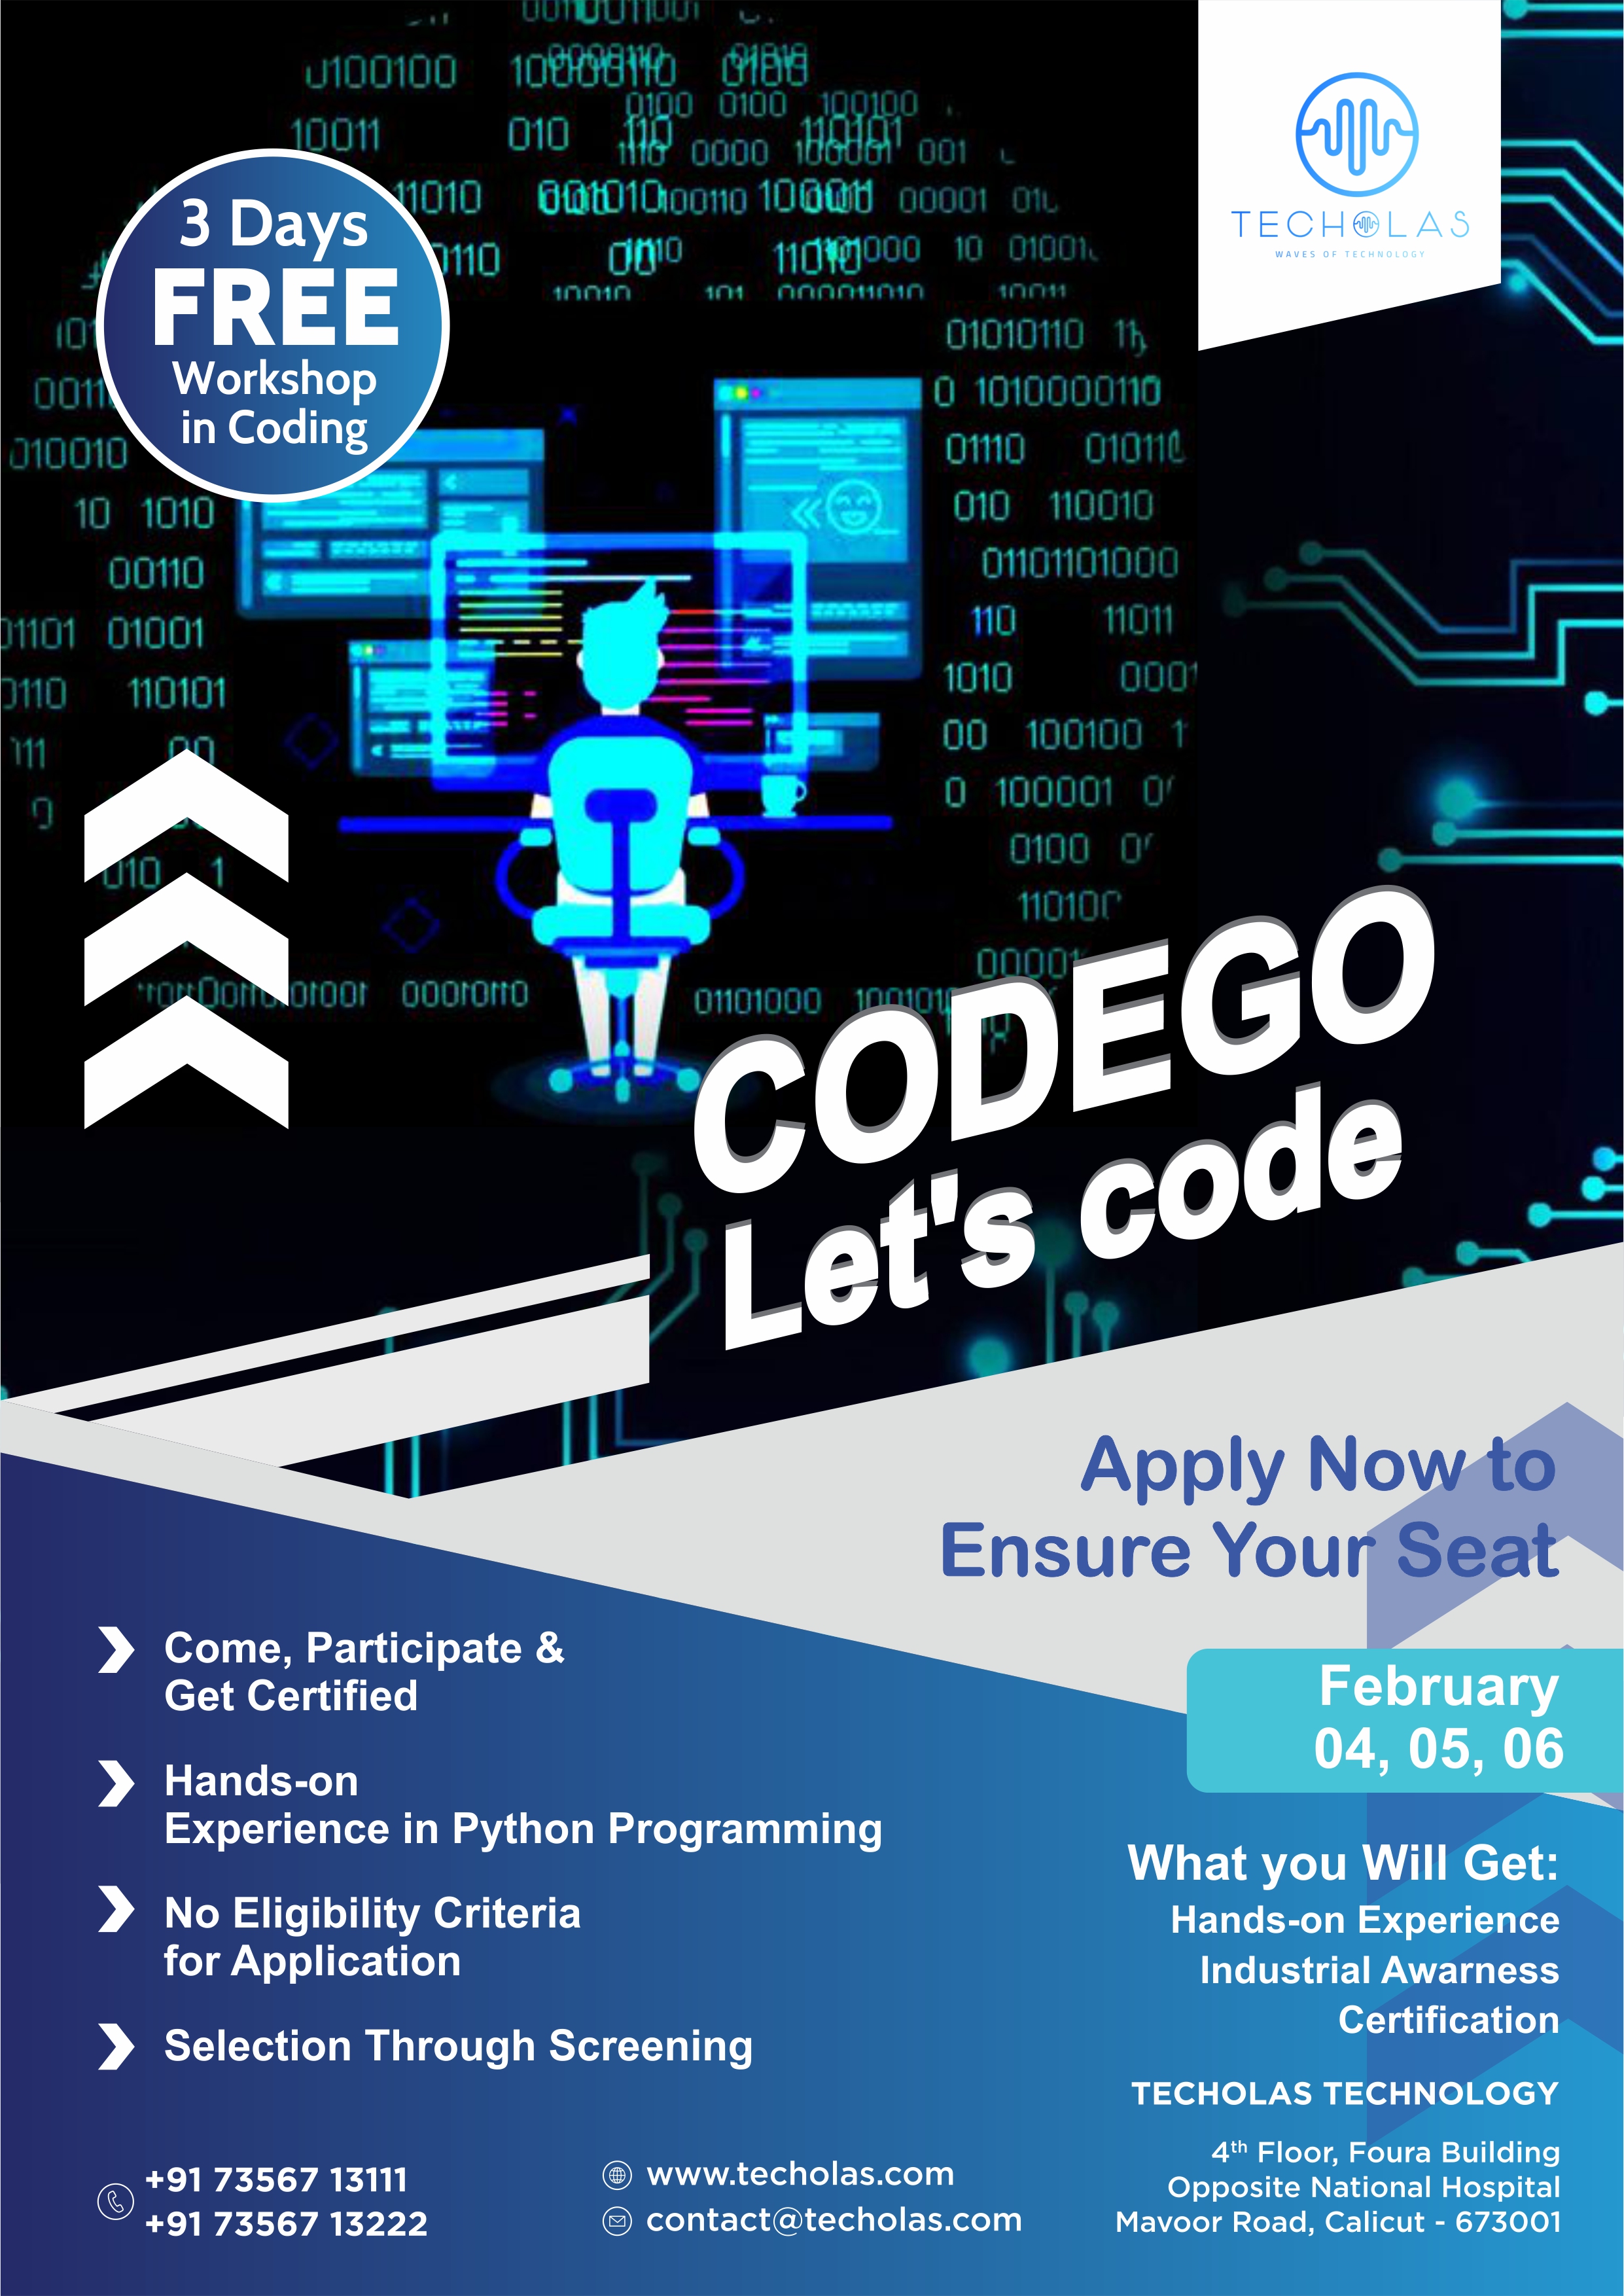 3 Days
FREE
Workshop
in Coding
TECHOLAS
WAVES OF TECHNOLOGY
CODEGO
Let's code
Apply Now to
Ensure Your Seat
February
04, 05, 06
Come, Participate &
Get Certified
Hands-on
Experience in Python Programming
No Eligibility Criteria
for Application
Selection Through Screening
What you Will Get:
Hands-on Experience
Industrial Awarness
Certification
TECHOLAS TECHNOLOGY
4th Floor, Foura Building
Opposite National Hospital
Mavoor Road, Calicut - 673001
+91 73567 13111
+91 73567 13222
www.techolas.com
contact@techolas.com